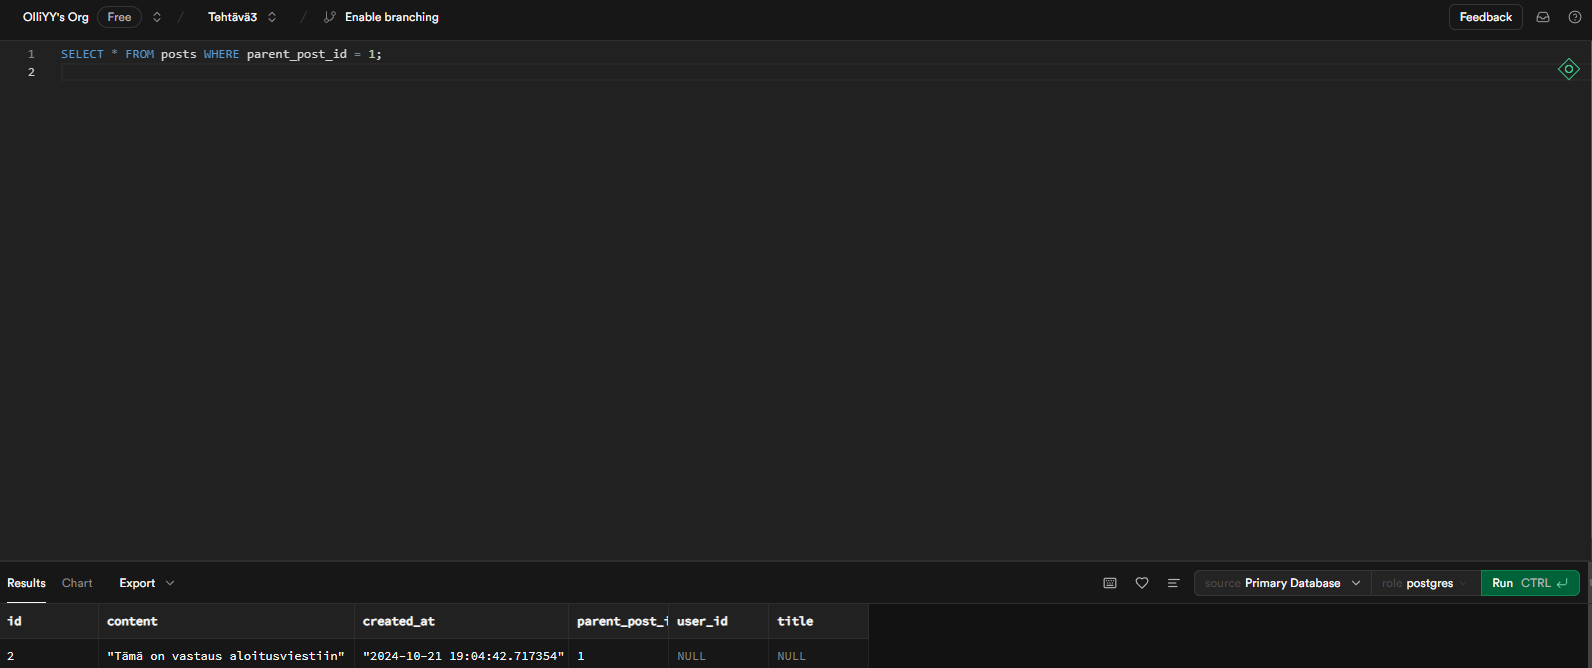 OlliYY's Org Free / Tehtävä3 / Enable branching Feedback
1 SELECT * FROM posts WHERE parent_post_id = 1;
2
Results Chart Export source Primary Database role postgres Run CTRL
id content created_at parent_post_i user_id title
2 "Tämä on vastaus aloitusviestiin" "2024-10-21 19:04:42.717354" 1 NULL NULL